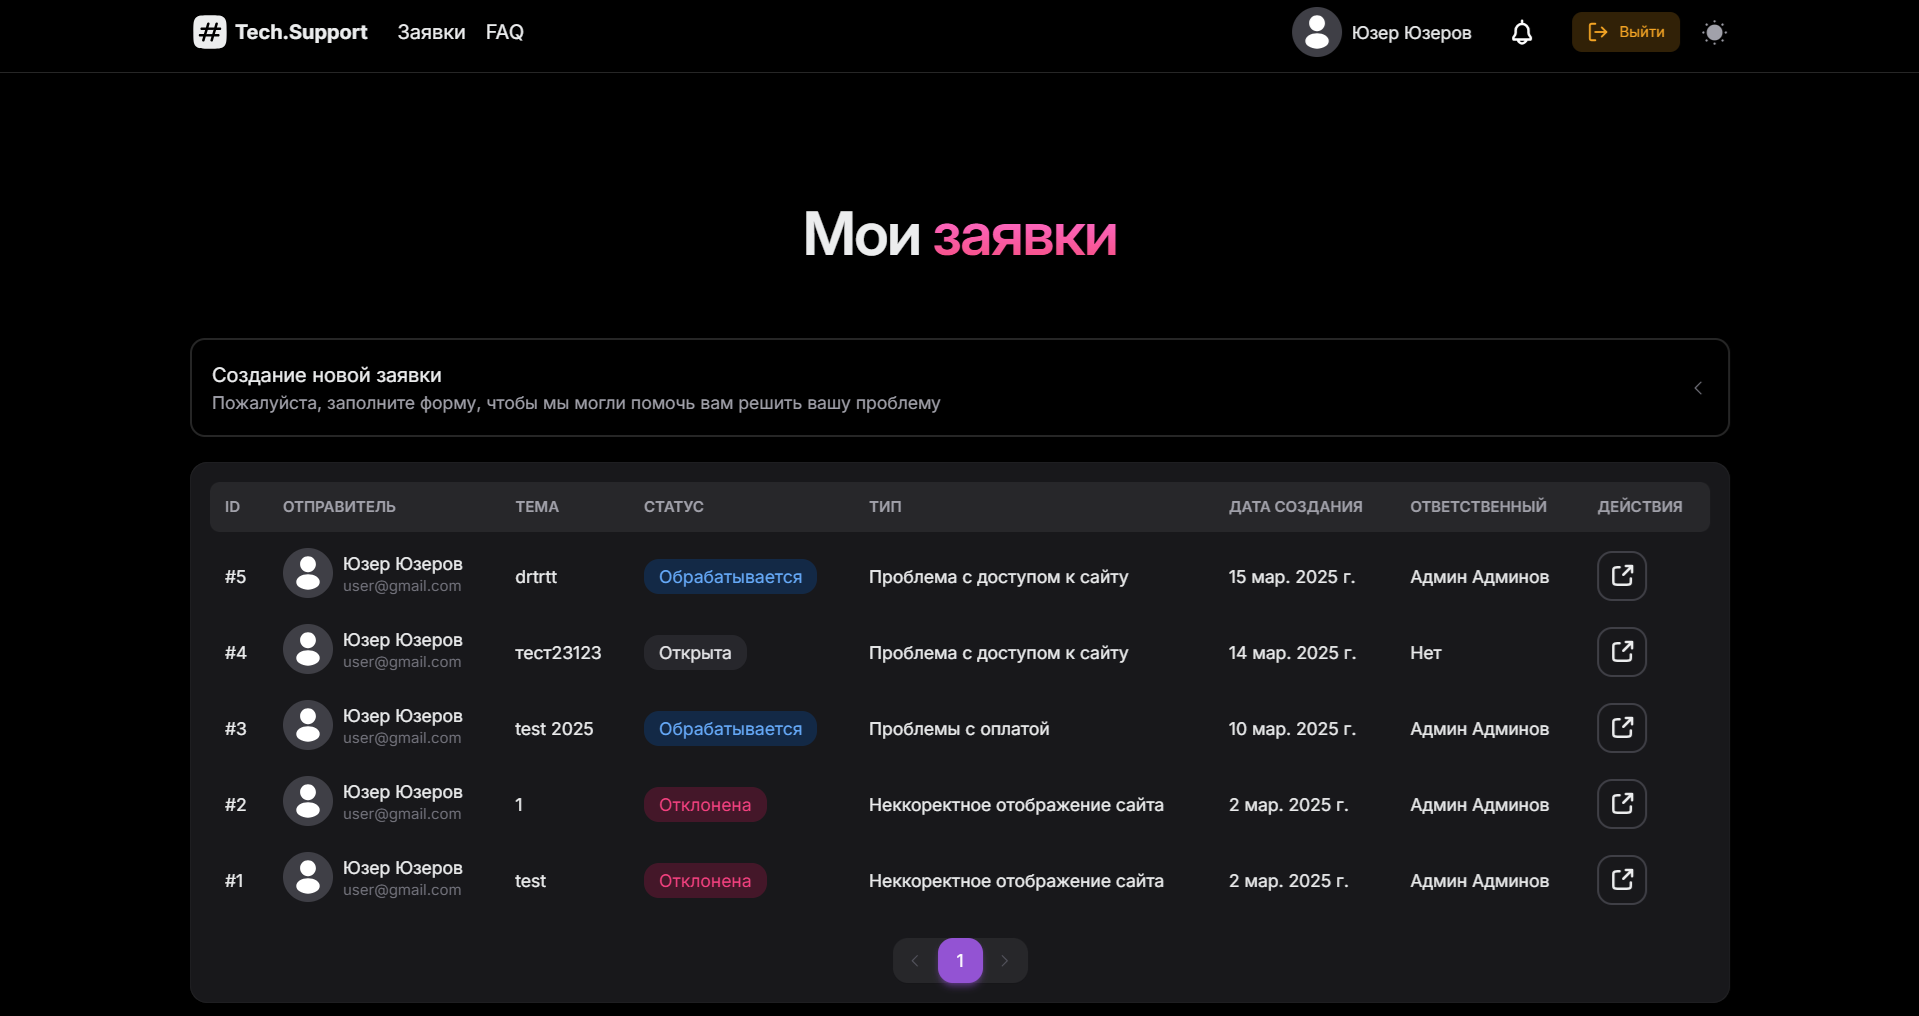 Tech.Support Заявки FAQ Юзер Юзеров Выйти
Мои заявки
Создание новой заявки
Пожалуйста, заполните форму, чтобы мы могли помочь вам решить вашу проблему
ID ОТПРАВИТЕЛЬ ТЕМА СТАТУС ТИП ДАТА СОЗДАНИЯ ОТВЕТСТВЕННЫЙ ДЕЙСТВИЯ
#5 Юзер Юзеров drtrtt Обрабатывается Проблема с доступом к сайту 15 мар. 2025 г. Админ Админов
user@gmail.com
#4 Юзер Юзеров тест23123 Открыта Проблема с доступом к сайту 14 мар. 2025 г. Нет
user@gmail.com
#3 Юзер Юзеров test 2025 Обрабатывается Проблемы с оплатой 10 мар. 2025 г. Админ Админов
user@gmail.com
#2 Юзер Юзеров 1 Отклонена Неккоректное отображение сайта 2 мар. 2025 г. Админ Админов
user@gmail.com
#1 Юзер Юзеров test Отклонена Неккоректное отображение сайта 2 мар. 2025 г. Админ Админов
user@gmail.com
1